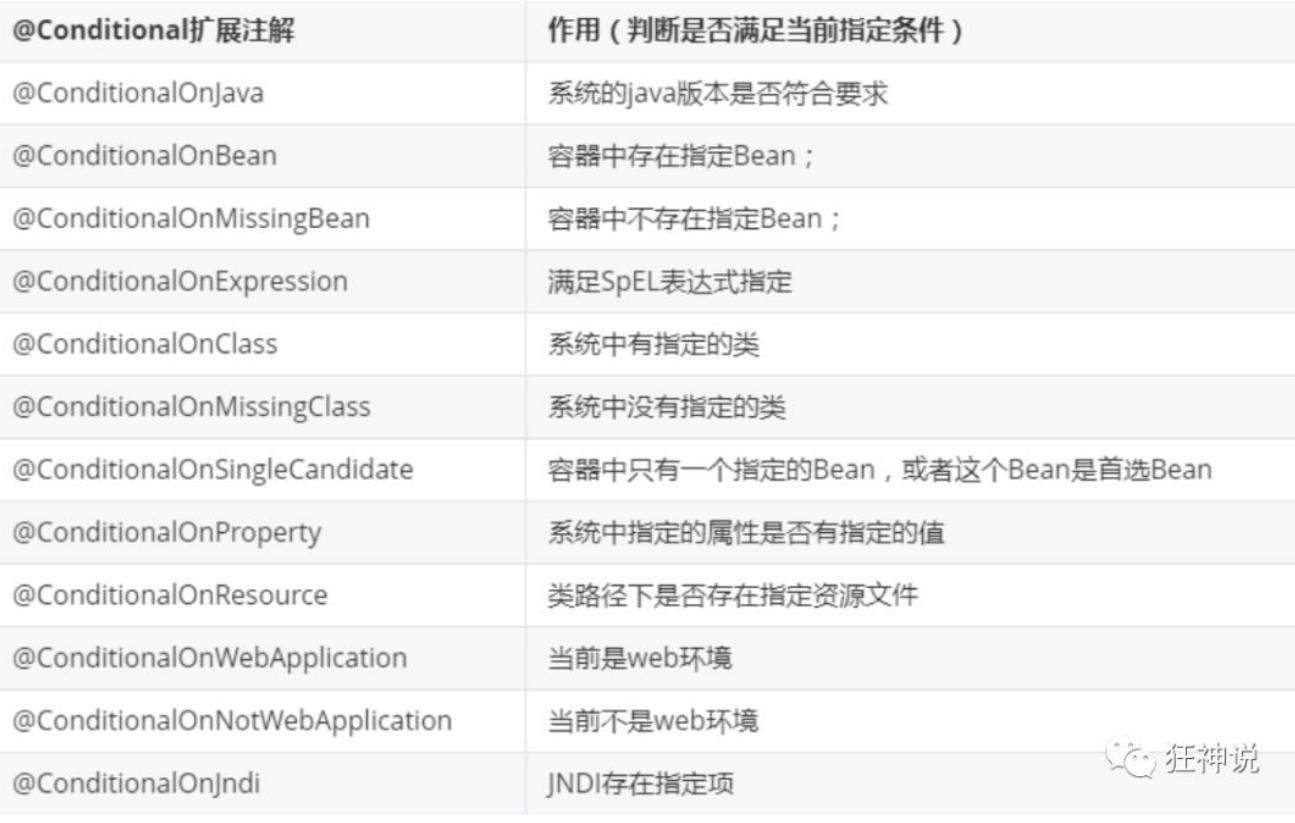 @Conditional扩展注解 作用（判断是否满足当前指定条件）
@ConditionalOnJava 系统的java版本是否符合要求
@ConditionalOnBean 容器中存在指定Bean；
@ConditionalOnMissingBean 容器中不存在指定Bean；
@ConditionalOnExpression 满足SpEL表达式指定
@ConditionalOnClass 系统中有指定的类
@ConditionalOnMissingClass 系统中没有指定的类
@ConditionalOnSingleCandidate 容器中只有一个指定的Bean，或者这个Bean是首选Bean
@ConditionalOnProperty 系统中指定的属性是否有指定的值
@ConditionalOnResource 类路径下是否存在指定资源文件
@ConditionalOnWebApplication 当前是web环境
@ConditionalOnNotWebApplication 当前不是web环境
狂神说
@ConditionalOnJndi JNDI存在指定项